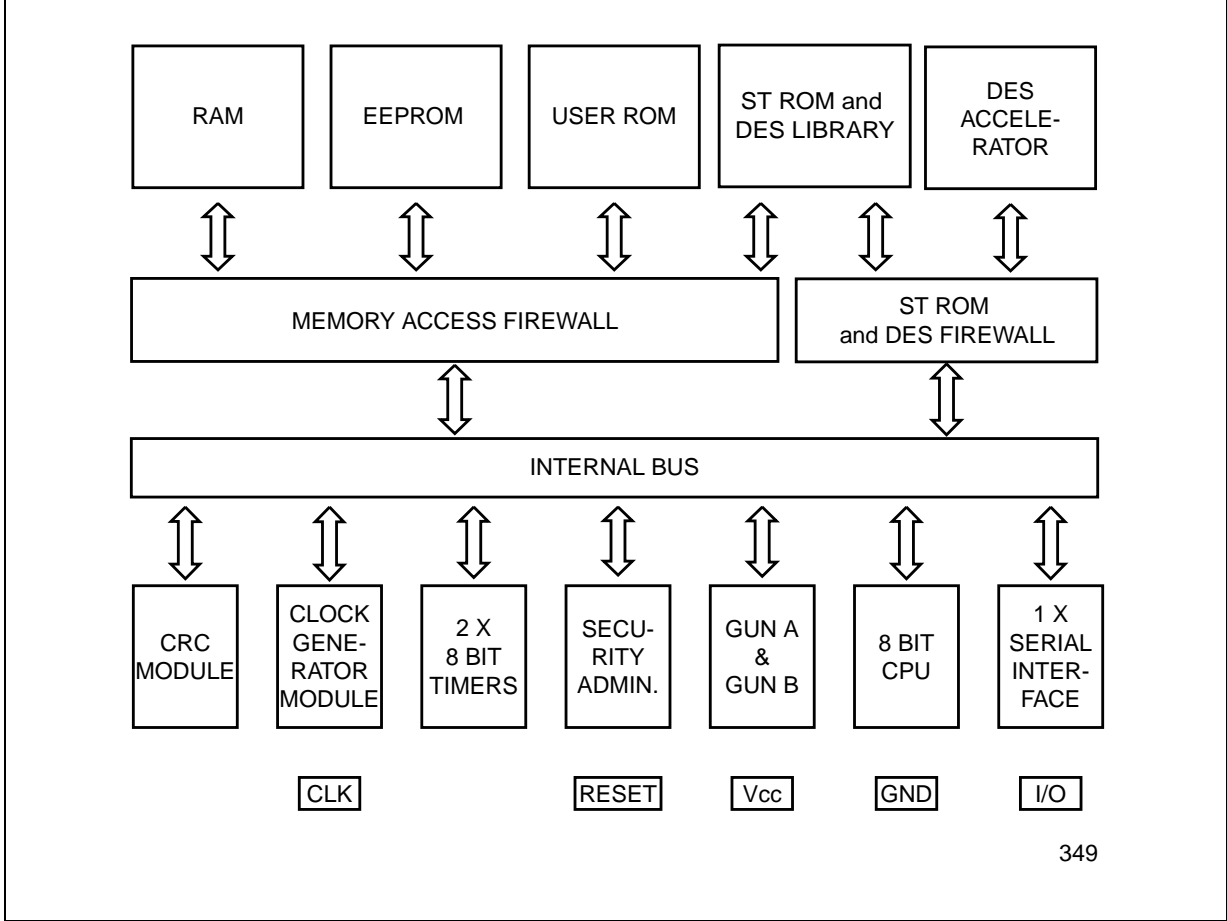 RAM
EEPROM
USER ROM
ST ROM and
DES LIBRARY
DES
ACCELE-
RATOR
MEMORY ACCESS FIREWALL
ST ROM
and DES FIREWALL
INTERNAL BUS
CRC
MODULE
CLOCK
GENE-
RATOR
MODULE
2 X
8 BIT
TIMERS
SECU-
RITY
ADMIN.
GUN A
&
GUN B
8 BIT
CPU
1 X
SERIAL
INTER-
FACE
CLK
RESET
Vcc
GND
I/O
349